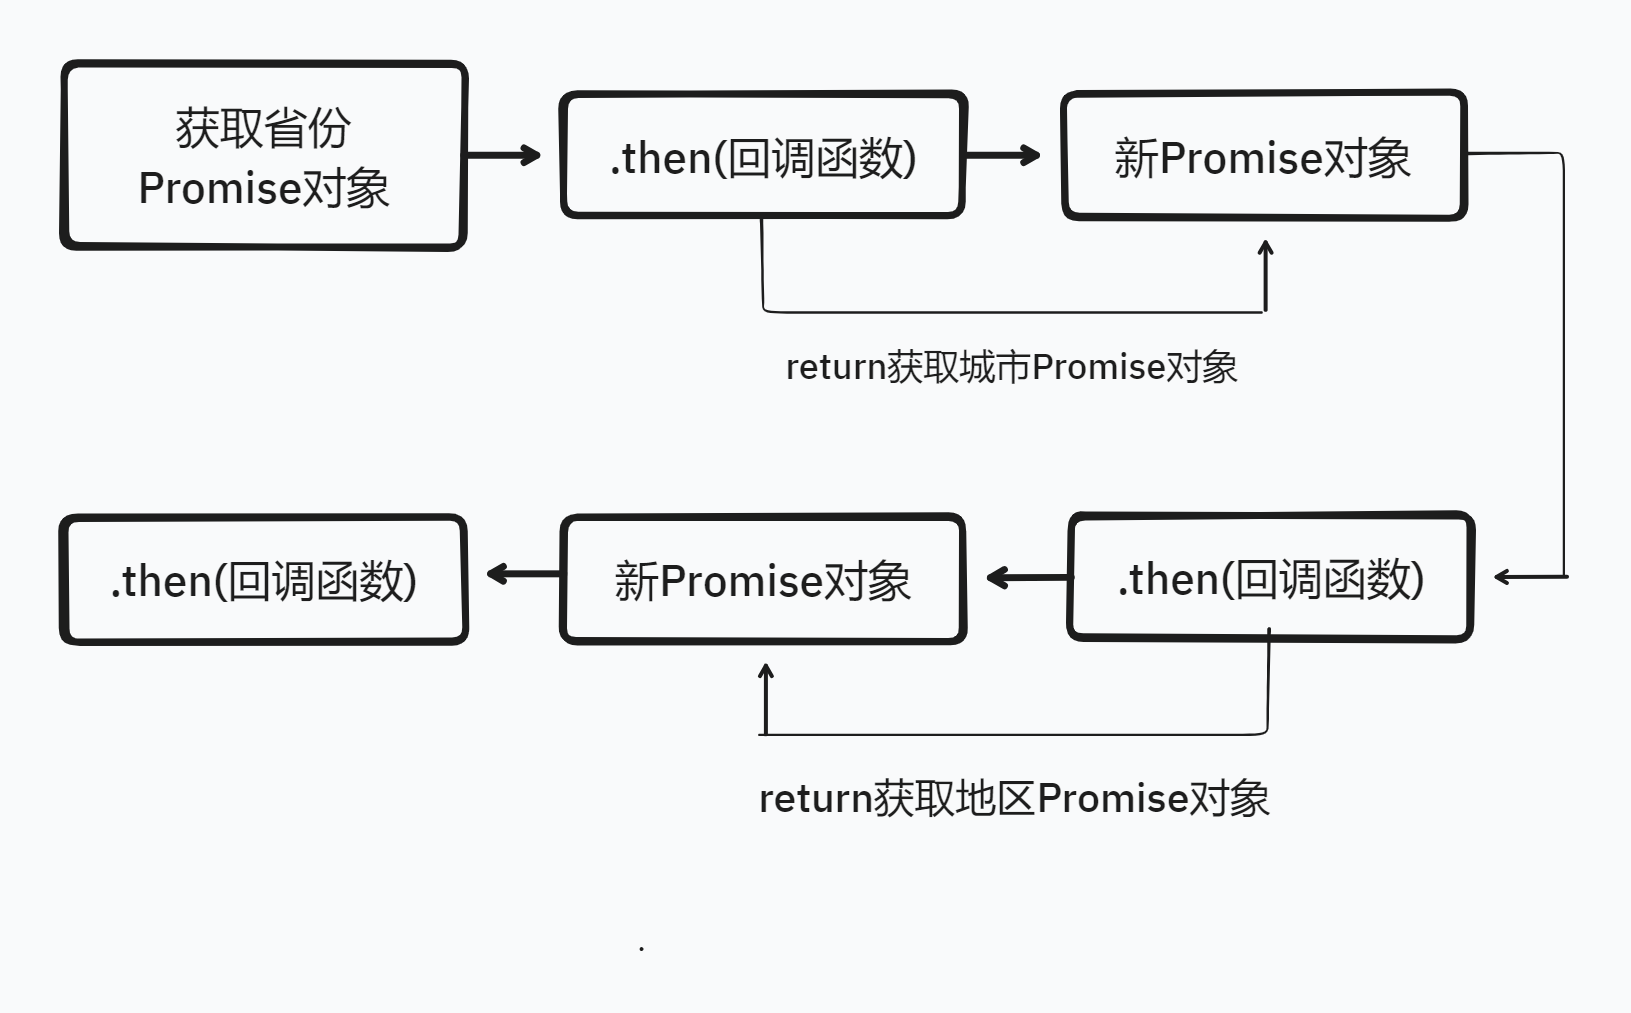 获取省份
Promise对象
.then(回调函数)
新Promise对象
return获取城市Promise对象
.then(回调函数)
新Promise对象
.then(回调函数)
return获取地区Promise对象
.